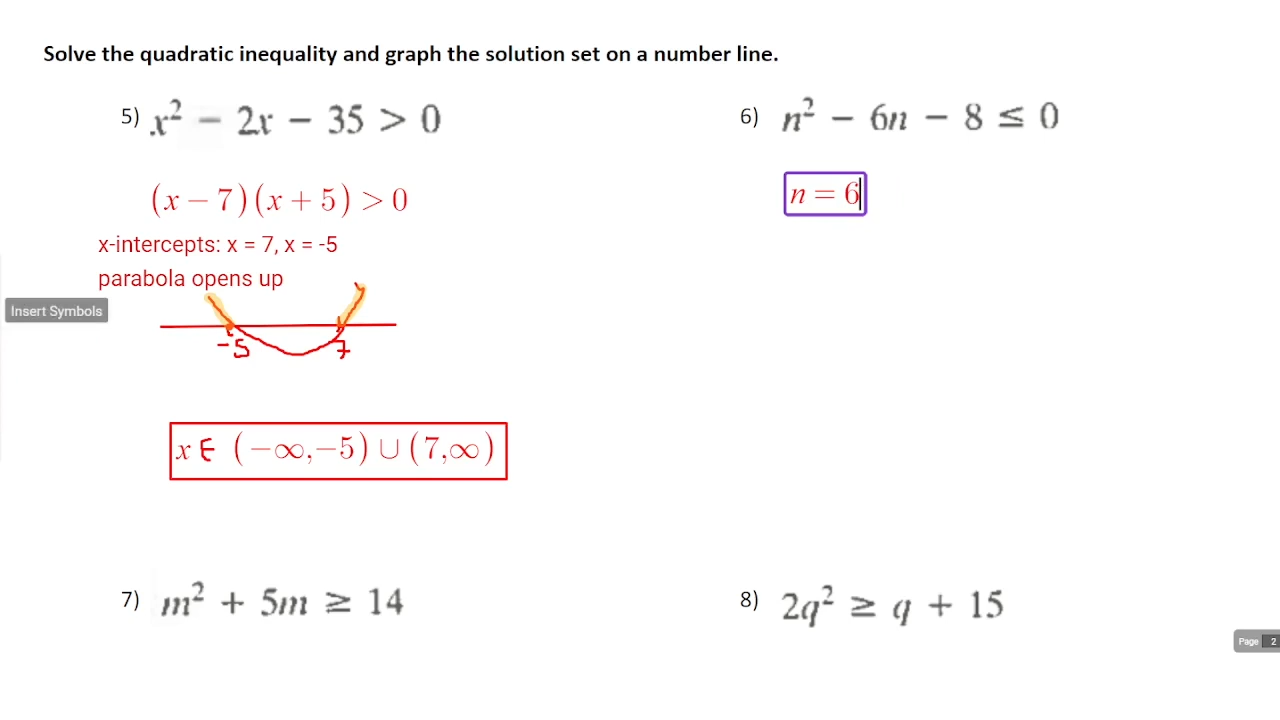 Solve the quadratic inequality and graph the solution set on a number line.
5) x² − 2x − 35 > 0
(x − 7)(x + 5) > 0
x-intercepts: x = 7, x = -5
parabola opens up
Insert Symbols
-5 7
x ∈ (−∞,−5) ∪ (7,∞)
6) n² − 6n − 8 ≤ 0
n = 6
7) m² + 5m ≥ 14
8) 2q² ≥ q + 15
Page 2